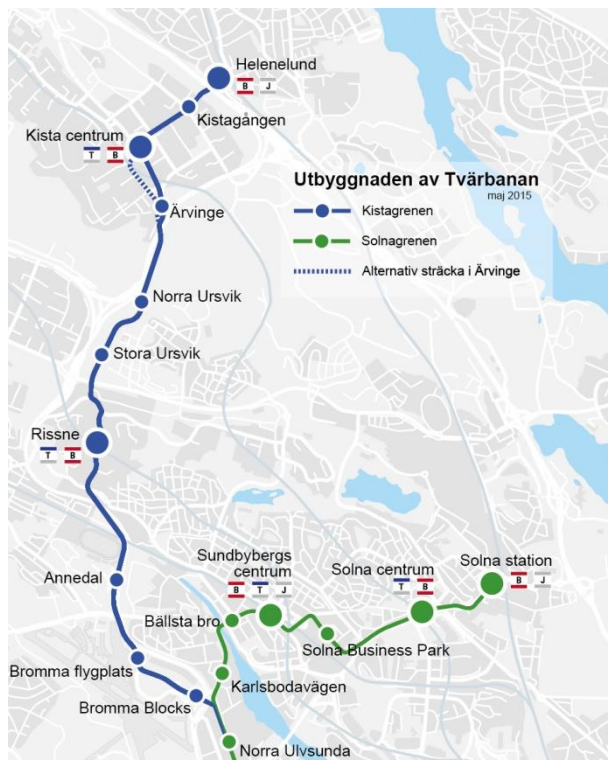 Helenelund
B J
Kistagången
Kista centrum
T B
Utbyggnaden av Tvärbanan
maj 2015
Kistagrenen
Ärvinge
Solnagrenen
Alternativ sträcka i Ärvinge
Norra Ursvik
Stora Ursvik
Rissne
T B
Sundbybergs
centrum
B T J
Solna centrum
T B
Solna station
B J
Annedal
Bällsta bro
Solna Business Park
Bromma flygplats
Karlsbodavägen
Bromma Blocks
Norra Ulvsunda